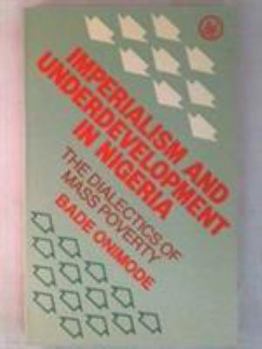 IMPERIALISM AND
UNDERDEVELOPMENT
IN NIGERIA
THE DIALECTICS OF
MASS POVERTY
BADE ONIMODE